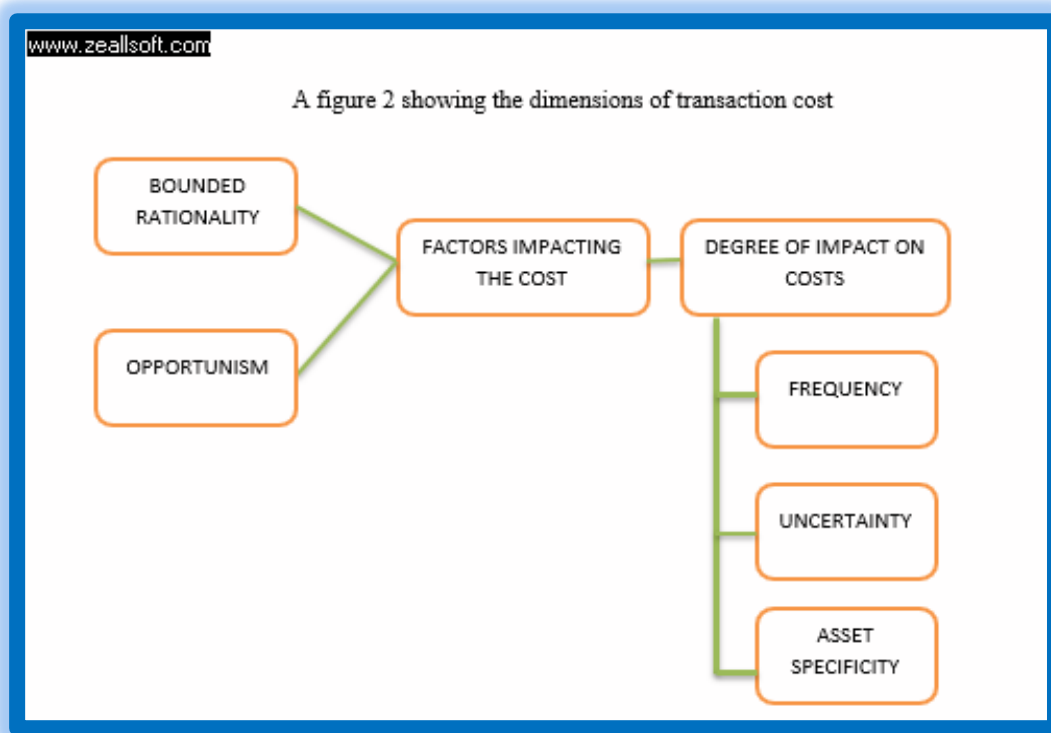 www.zeallsoft.com
A figure 2 showing the dimensions of transaction cost
BOUNDED
RATIONALITY
OPPORTUNISM
FACTORS IMPACTING
THE COST
DEGREE OF IMPACT ON
COSTS
FREQUENCY
UNCERTAINTY
ASSET
SPECIFICITY